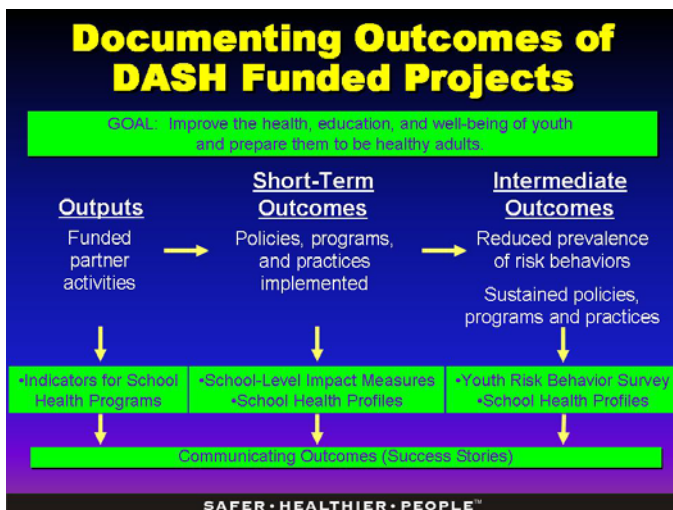 Documenting Outcomes of
DASH Funded Projects
GOAL: Improve the health, education, and well-being of youth
and prepare them to be healthy adults.
Outputs
Funded
partner
activities
Short-Term
Outcomes
Policies, programs,
and practices
implemented
Intermediate
Outcomes
Reduced prevalence
of risk behaviors
Sustained policies,
programs and practices
•Indicators for School
Health Programs
•School-Level Impact Measures
•School Health Profiles
•Youth Risk Behavior Survey
•School Health Profiles
Communicating Outcomes (Success Stories)
SAFER•HEALTHIER•PEOPLE™